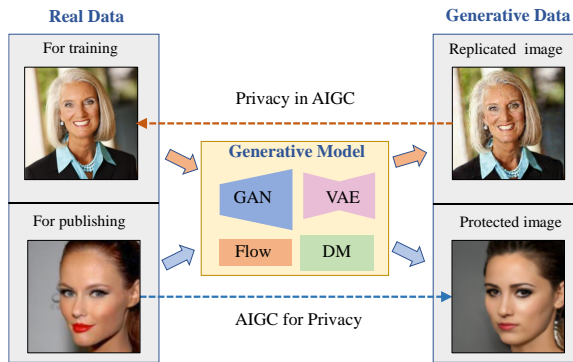 Real Data
Generative Data
For training
Replicated image
Privacy in AIGC
Generative Model
GAN
VAE
Flow
DM
For publishing
Protected image
AIGC for Privacy